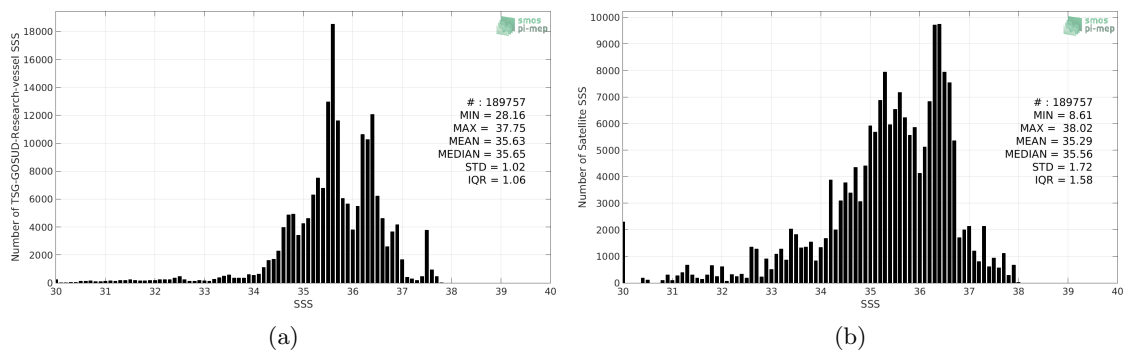 Number of TSG-GOSUD-Research-vessel SSS
18000
16000
14000
12000
10000
8000
6000
4000
2000
0
30 31 32 33 34 35 36 37 38 39 40
SSS
smos
pi-mep
# : 189757
MIN = 28.16
MAX = 37.75
MEAN = 35.63
MEDIAN = 35.65
STD = 1.02
IQR = 1.06
(a)
Number of Satellite SSS
10000
9000
8000
7000
6000
5000
4000
3000
2000
1000
0
30 31 32 33 34 35 36 37 38 39 40
SSS
smos
pi-mep
# : 189757
MIN = 8.61
MAX = 38.02
MEAN = 35.29
MEDIAN = 35.56
STD = 1.72
IQR = 1.58
(b)